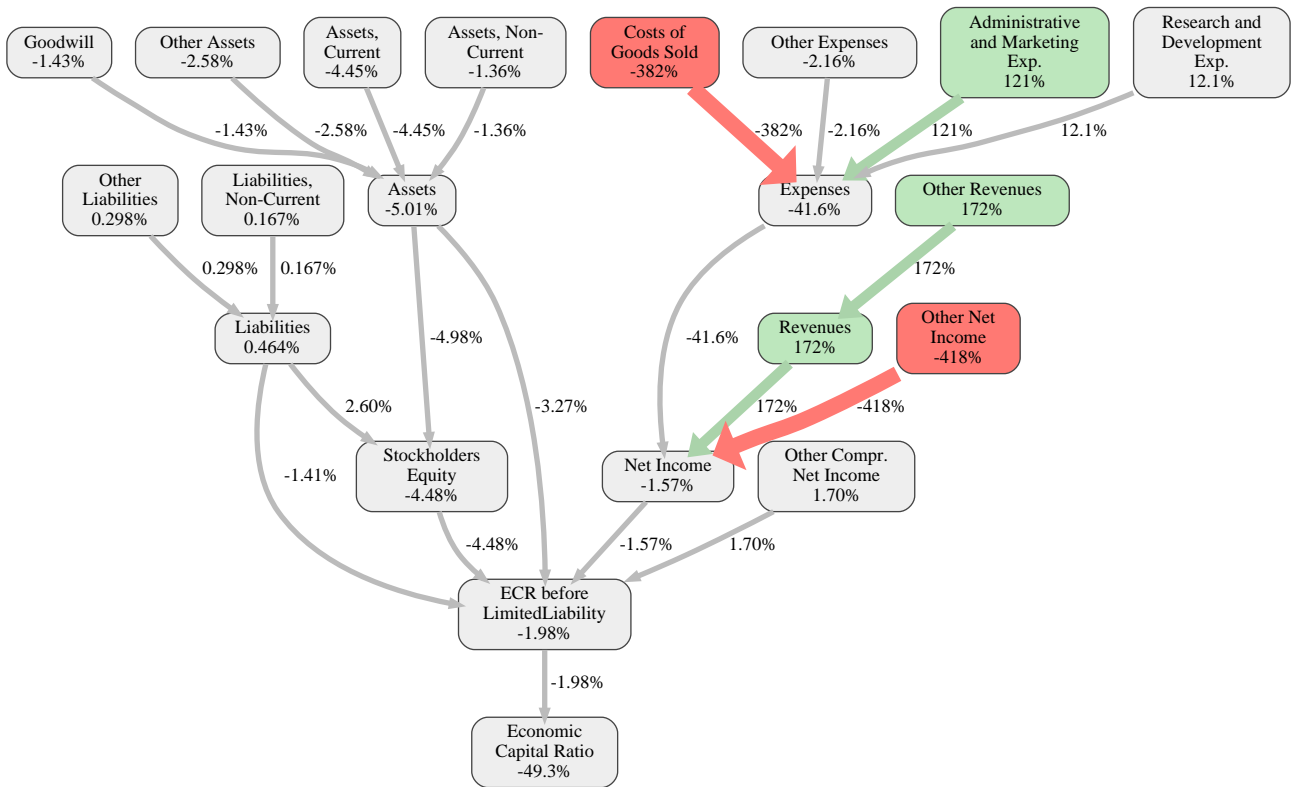 Goodwill
-1.43%
Other Assets
-2.58%
Assets,
Current
-4.45%
Assets, Non-
Current
-1.36%
Costs of
Goods Sold
-382%
Other Expenses
-2.16%
Administrative
and Marketing
Exp.
121%
Research and
Development
Exp.
12.1%
-1.43%
-2.58%
-4.45%
-1.36%
-382%
-2.16%
121%
12.1%
Other
Liabilities
0.298%
Liabilities,
Non-Current
0.167%
Assets
-5.01%
Expenses
-41.6%
Other Revenues
172%
0.298%
0.167%
172%
Liabilities
0.464%
-4.98%
-41.6%
Revenues
172%
Other Net
Income
-418%
2.60%
-3.27%
172%
-418%
-1.41%
Stockholders
Equity
-4.48%
Net Income
-1.57%
Other Compr.
Net Income
1.70%
-4.48%
-1.57%
1.70%
ECR before
LimitedLiability
-1.98%
-1.98%
Economic
Capital Ratio
-49.3%